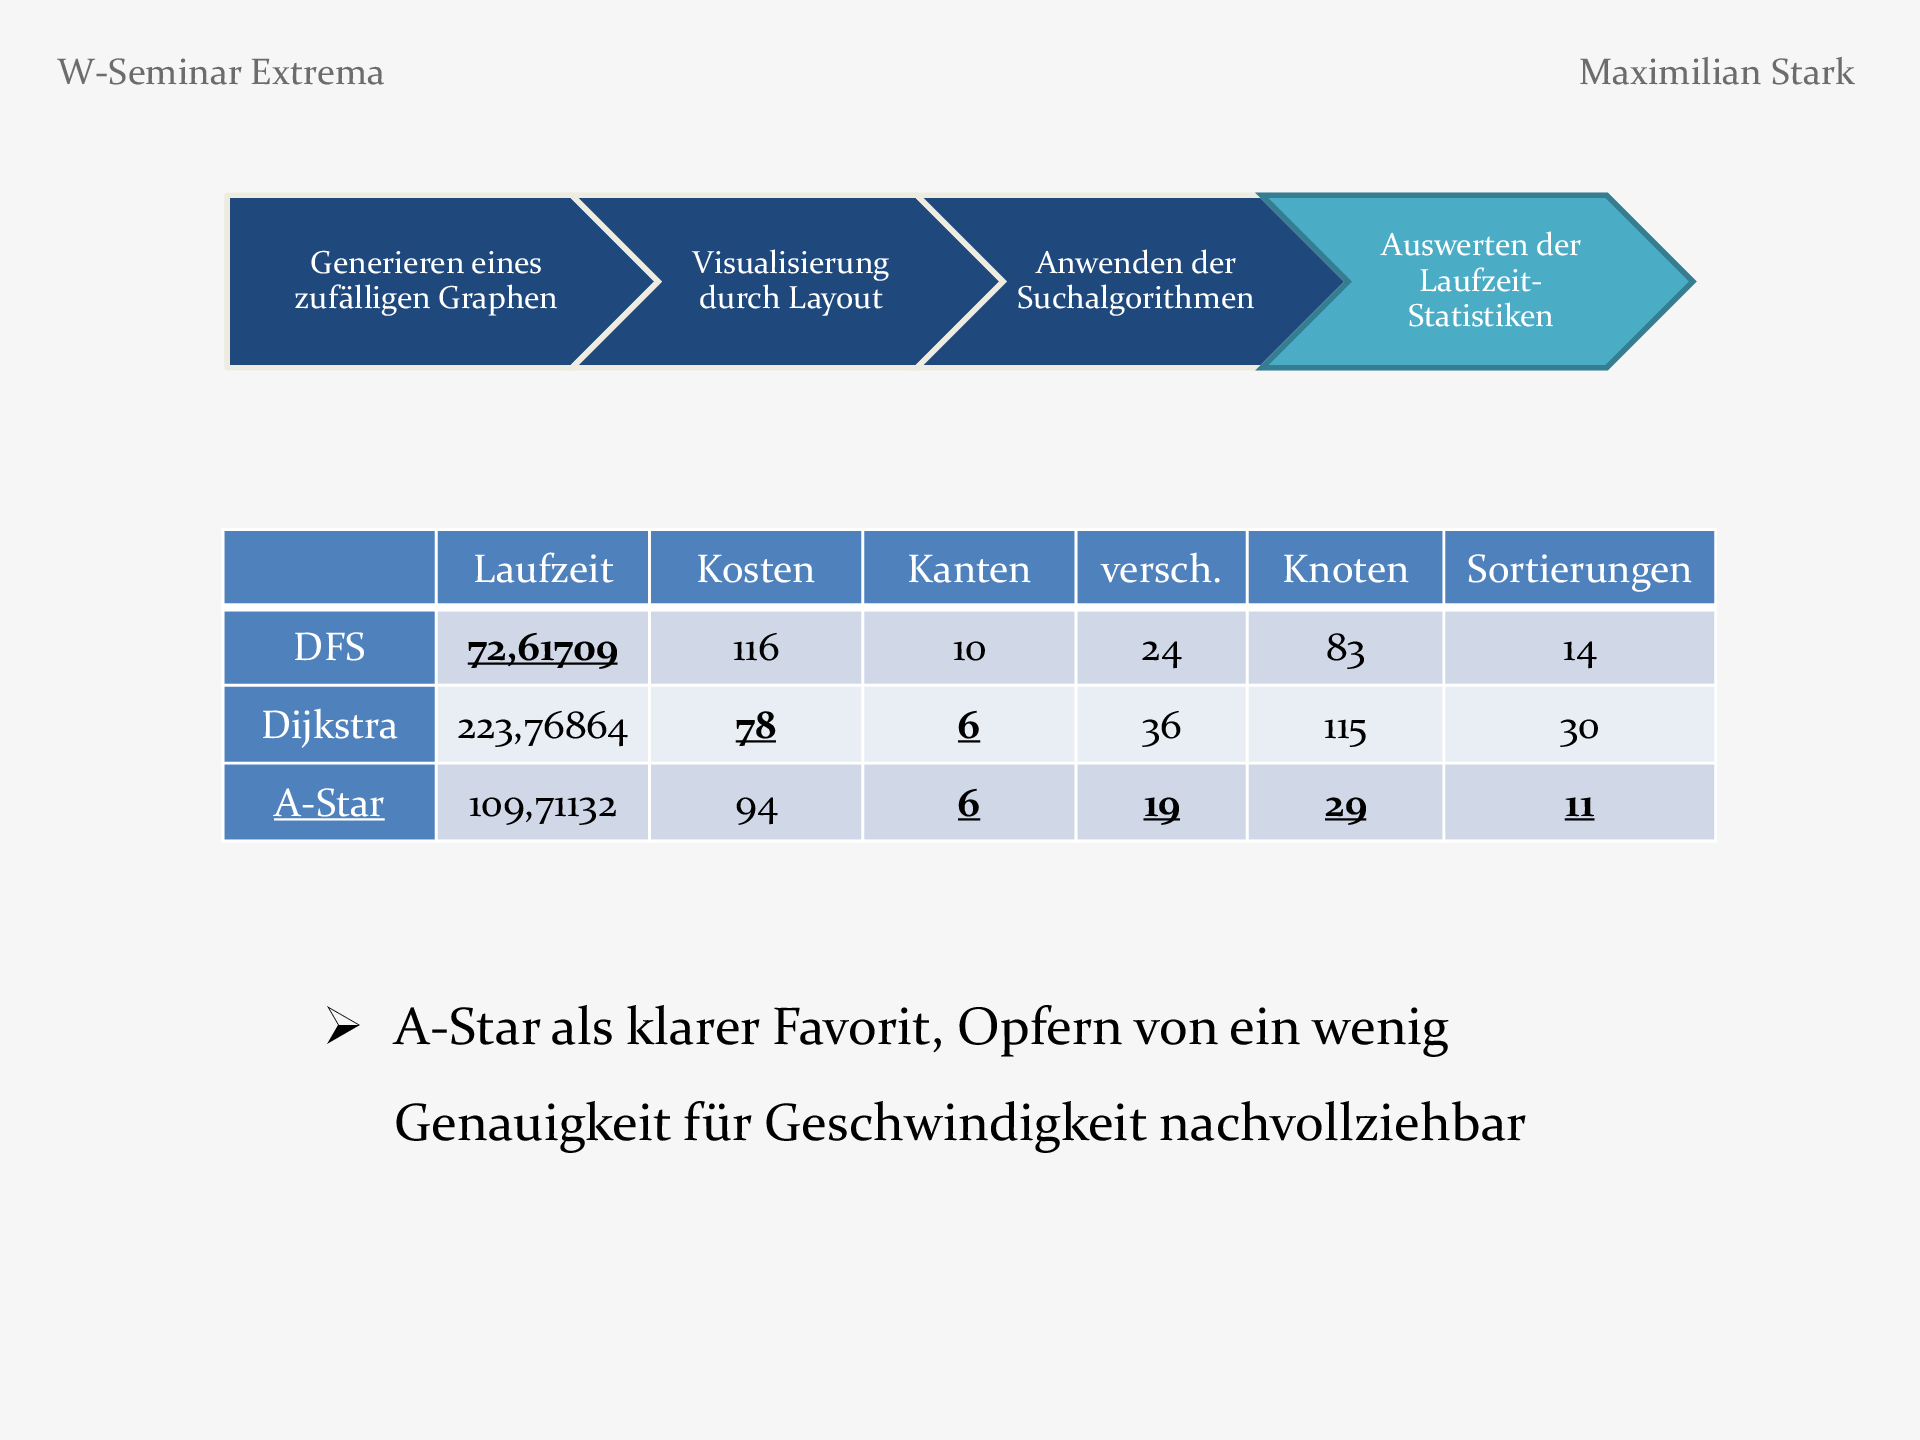 W-Seminar Extrema
Maximilian Stark
Generieren eines
zufälligen Graphen
Visualisierung
durch Layout
Anwenden der
Suchalgorithmen
Auswerten der
Laufzeit-
Statistiken
Laufzeit Kosten Kanten versch. Knoten Sortierungen
DFS 72,61709 116 10 24 83 14
Dijkstra 223,76864 78 6 36 115 30
A-Star 109,71132 94 6 19 29 11
➢ A-Star als klarer Favorit, Opfern von ein wenig
Genauigkeit für Geschwindigkeit nachvollziehbar